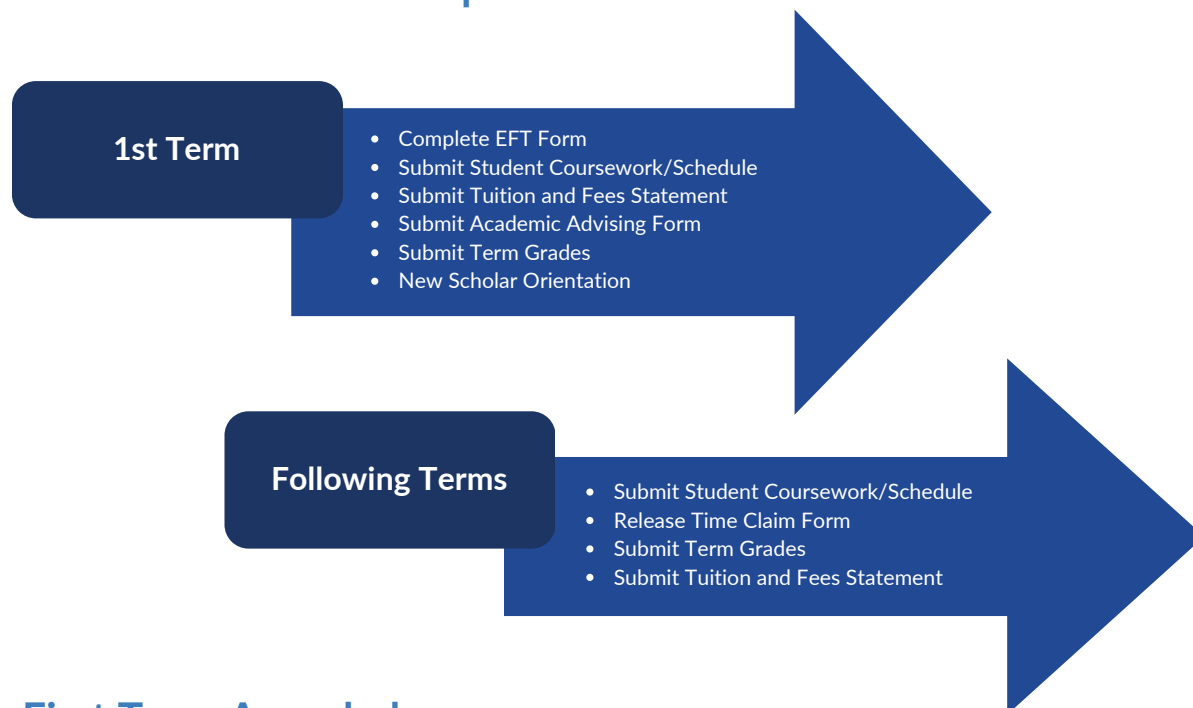 1st Term
• Complete EFT Form
• Submit Student Coursework/Schedule
• Submit Tuition and Fees Statement
• Submit Academic Advising Form
• Submit Term Grades
• New Scholar Orientation
Following Terms
• Submit Student Coursework/Schedule
• Release Time Claim Form
• Submit Term Grades
• Submit Tuition and Fees Statement
First Term